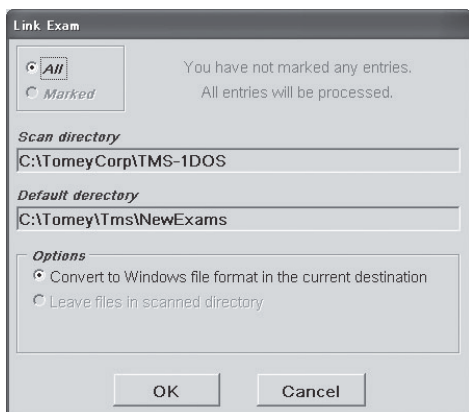 Link Exam
All
You have not marked any entries.
Marked
All entries will be processed.
Scan directory
C:\TomeyCorp\TMS-1DOS
Default derectory
C:\Tomey\Tms\NewExams
Options
Convert to Windows file format in the current destination
Leave files in scanned directory
OK Cancel